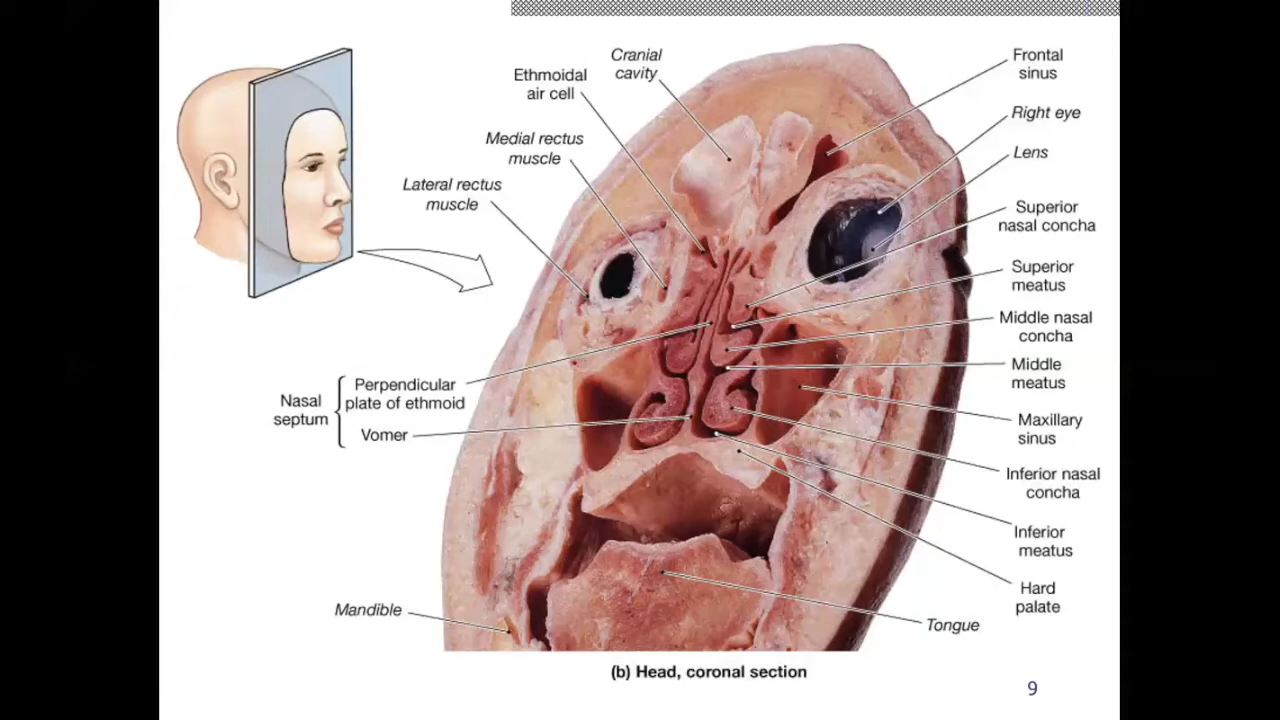 Cranial
cavity
Ethmoidal
air cell
Medial rectus
muscle
Lateral rectus
muscle
Frontal
sinus
Right eye
Lens
Superior
nasal concha
Superior
meatus
Middle nasal
concha
Middle
meatus
Maxillary
sinus
Inferior nasal
concha
Inferior
meatus
Hard
palate
Tongue
Nasal
septum
Perpendicular
plate of ethmoid
Vomer
Mandible
(b) Head, coronal section
9